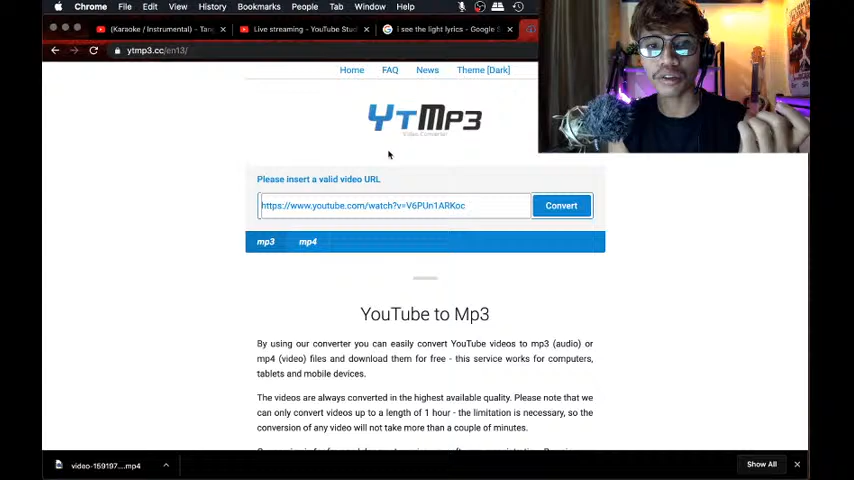 Chrome File Edit View History Bookmarks People Tab Window Help
(Karaoke / Instrumental) - Tan
Live streaming - YouTube Stu
i see the light lyrics - Google S
ytmp3.cc/en13/
Home FAQ News Theme [Dark]
YTMP3
Video Converter
Please insert a valid video URL
https://www.youtube.com/watch?v=V6PUn1ARKoc
Convert
mp3 mp4
YouTube to Mp3
By using our converter you can easily convert YouTube videos to mp3 (audio) or
mp4 (video) files and download them for free - this service works for computers,
tablets and mobile devices.
The videos are always converted in the highest available quality. Please note that we
can only convert videos up to a length of 1 hour - the limitation is necessary, so the
conversion of any video will not take more than a couple of minutes.
video-169197....mp4
Show All